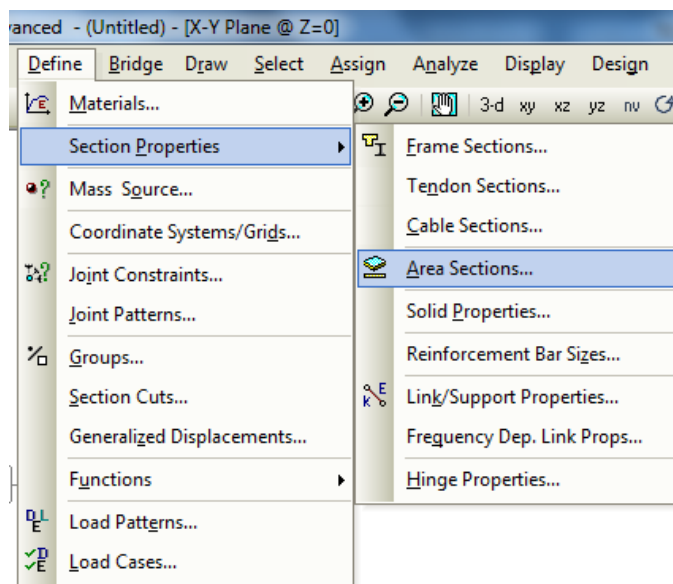 anced - (Untitled) - [X-Y Plane @ Z=0]
Define Bridge Draw Select Assign Analyze Display Design
3-d xy xz yz nv
Materials...
Section Properties
Mass Source...
Coordinate Systems/Grids...
Joint Constraints...
Joint Patterns...
Groups...
Section Cuts...
Generalized Displacements...
Functions
Load Patterns...
Load Cases...
Frame Sections...
Tendon Sections...
Cable Sections...
Area Sections...
Solid Properties...
Reinforcement Bar Sizes...
Link/Support Properties...
Frequency Dep. Link Props...
Hinge Properties...